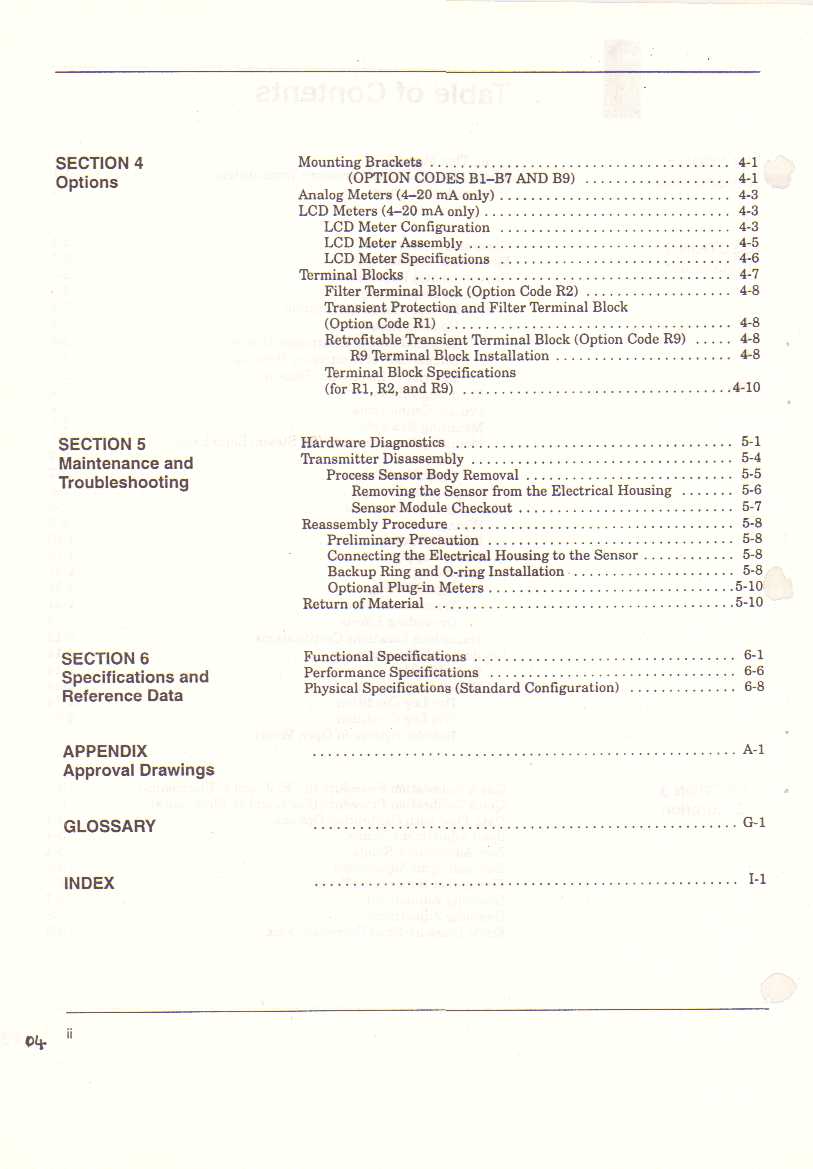 SECTION 4
Options
Mounting Brackets ........ 4-1
(OPTION CODES B1–B7 AND B9) ........ 4-1
Analog Meters (4–20 mA only) ........ 4-3
LCD Meters (4–20 mA only) ........ 4-3
LCD Meter Configuration ........ 4-3
LCD Meter Assembly ........ 4-5
LCD Meter Specifications ........ 4-6
Terminal Blocks ........ 4-7
Filter Terminal Block (Option Code R2) ........ 4-8
Transient Protection and Filter Terminal Block
(Option Code R1) ........ 4-8
Retrofitable Transient Terminal Block (Option Code R9) ..... 4-8
R9 Terminal Block Installation ........ 4-8
Terminal Block Specifications
(for R1, R2, and R9) ........ 4-10
SECTION 5
Maintenance and
Troubleshooting
Hardware Diagnostics ........ 5-1
Transmitter Disassembly ........ 5-4
Process Sensor Body Removal ........ 5-5
Removing the Sensor from the Electrical Housing ....... 5-6
Sensor Module Checkout ........ 5-7
Reassembly Procedure ........ 5-8
Preliminary Precaution ........ 5-8
Connecting the Electrical Housing to the Sensor ........ 5-8
Backup Ring and O-ring Installation ........ 5-8
Optional Plug-in Meters ........ 5-10
Return of Material ........ 5-10
SECTION 6
Specifications and
Reference Data
Functional Specifications ........ 6-1
Performance Specifications ........ 6-6
Physical Specifications (Standard Configuration) ........ 6-8
APPENDIX
Approval Drawings
........ A-1
GLOSSARY ........ G-1
INDEX ........ I-1
ii
04